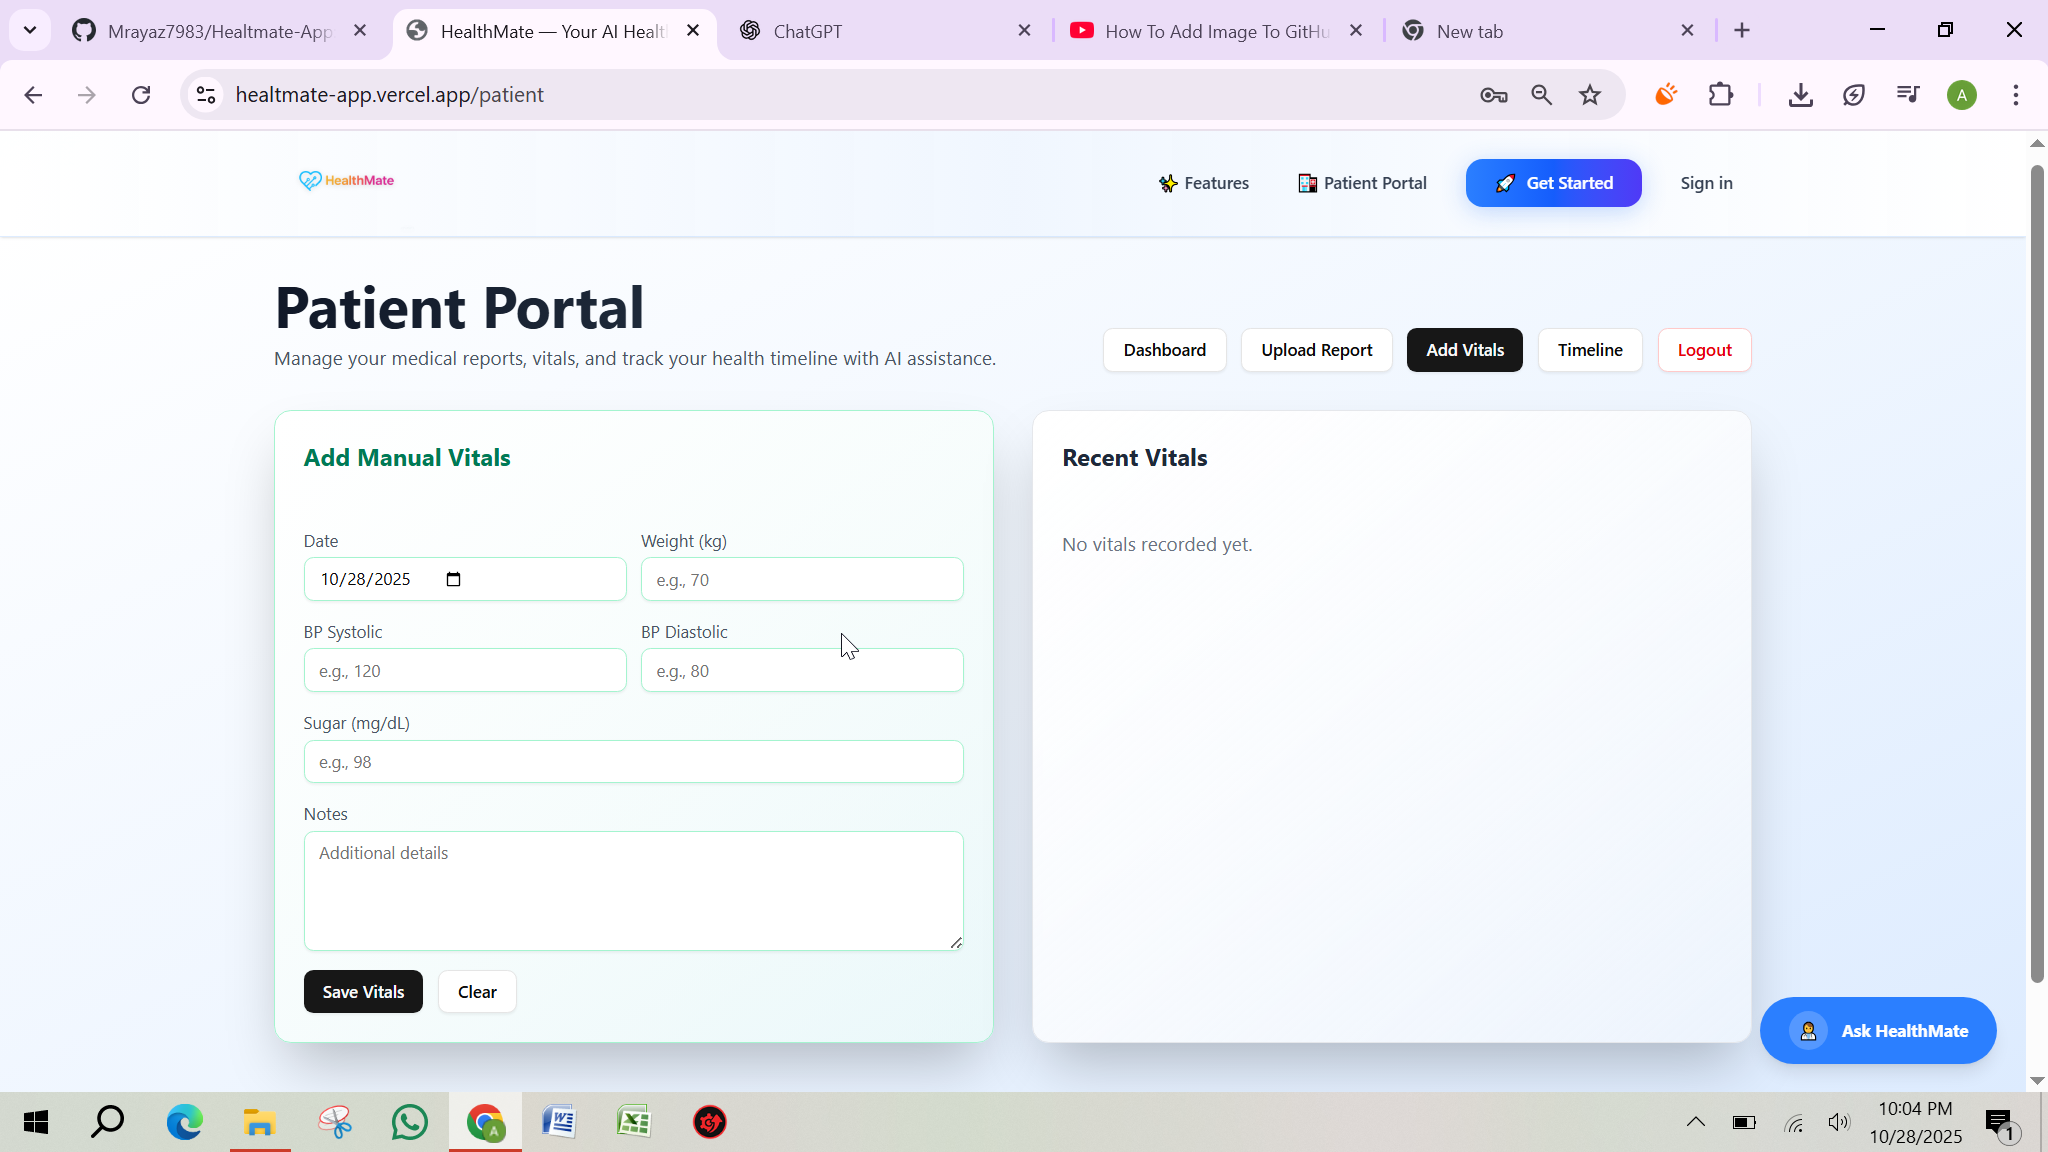 Mrayaz7983/Healtmate-App
HealthMate — Your AI Healt
ChatGPT
How To Add Image To GitHu
New tab
healtmate-app.vercel.app/patient
A
HealthMate
Features
Patient Portal
Get Started
Sign in
Patient Portal
Manage your medical reports, vitals, and track your health timeline with AI assistance.
Dashboard
Upload Report
Add Vitals
Timeline
Logout
Add Manual Vitals
Date
Weight (kg)
10/28/2025
e.g., 70
BP Systolic
BP Diastolic
e.g., 120
e.g., 80
Sugar (mg/dL)
e.g., 98
Notes
Additional details
Save Vitals
Clear
Recent Vitals
No vitals recorded yet.
Ask HealthMate
10:04 PM
10/28/2025
1